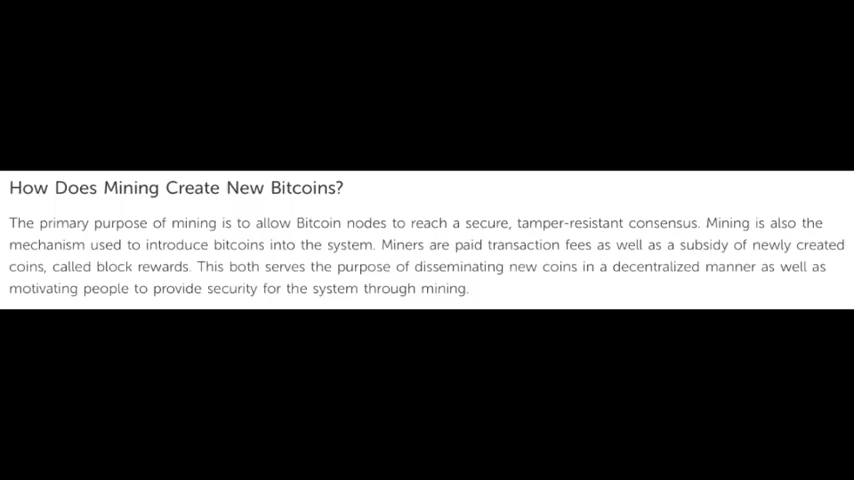 How Does Mining Create New Bitcoins?
The primary purpose of mining is to allow Bitcoin nodes to reach a secure, tamper-resistant consensus. Mining is also the
mechanism used to introduce bitcoins into the system. Miners are paid transaction fees as well as a subsidy of newly created
coins, called block rewards. This both serves the purpose of disseminating new coins in a decentralized manner as well as
motivating people to provide security for the system through mining.